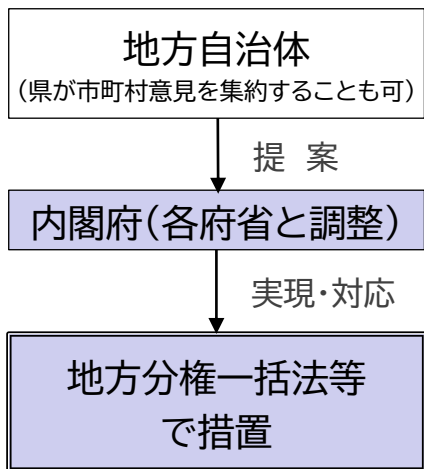 地方自治体
（県が市町村意見を集約することも可）
提 案
内閣府（各府省と調整）
実現・対応
地方分権一括法等
で措置